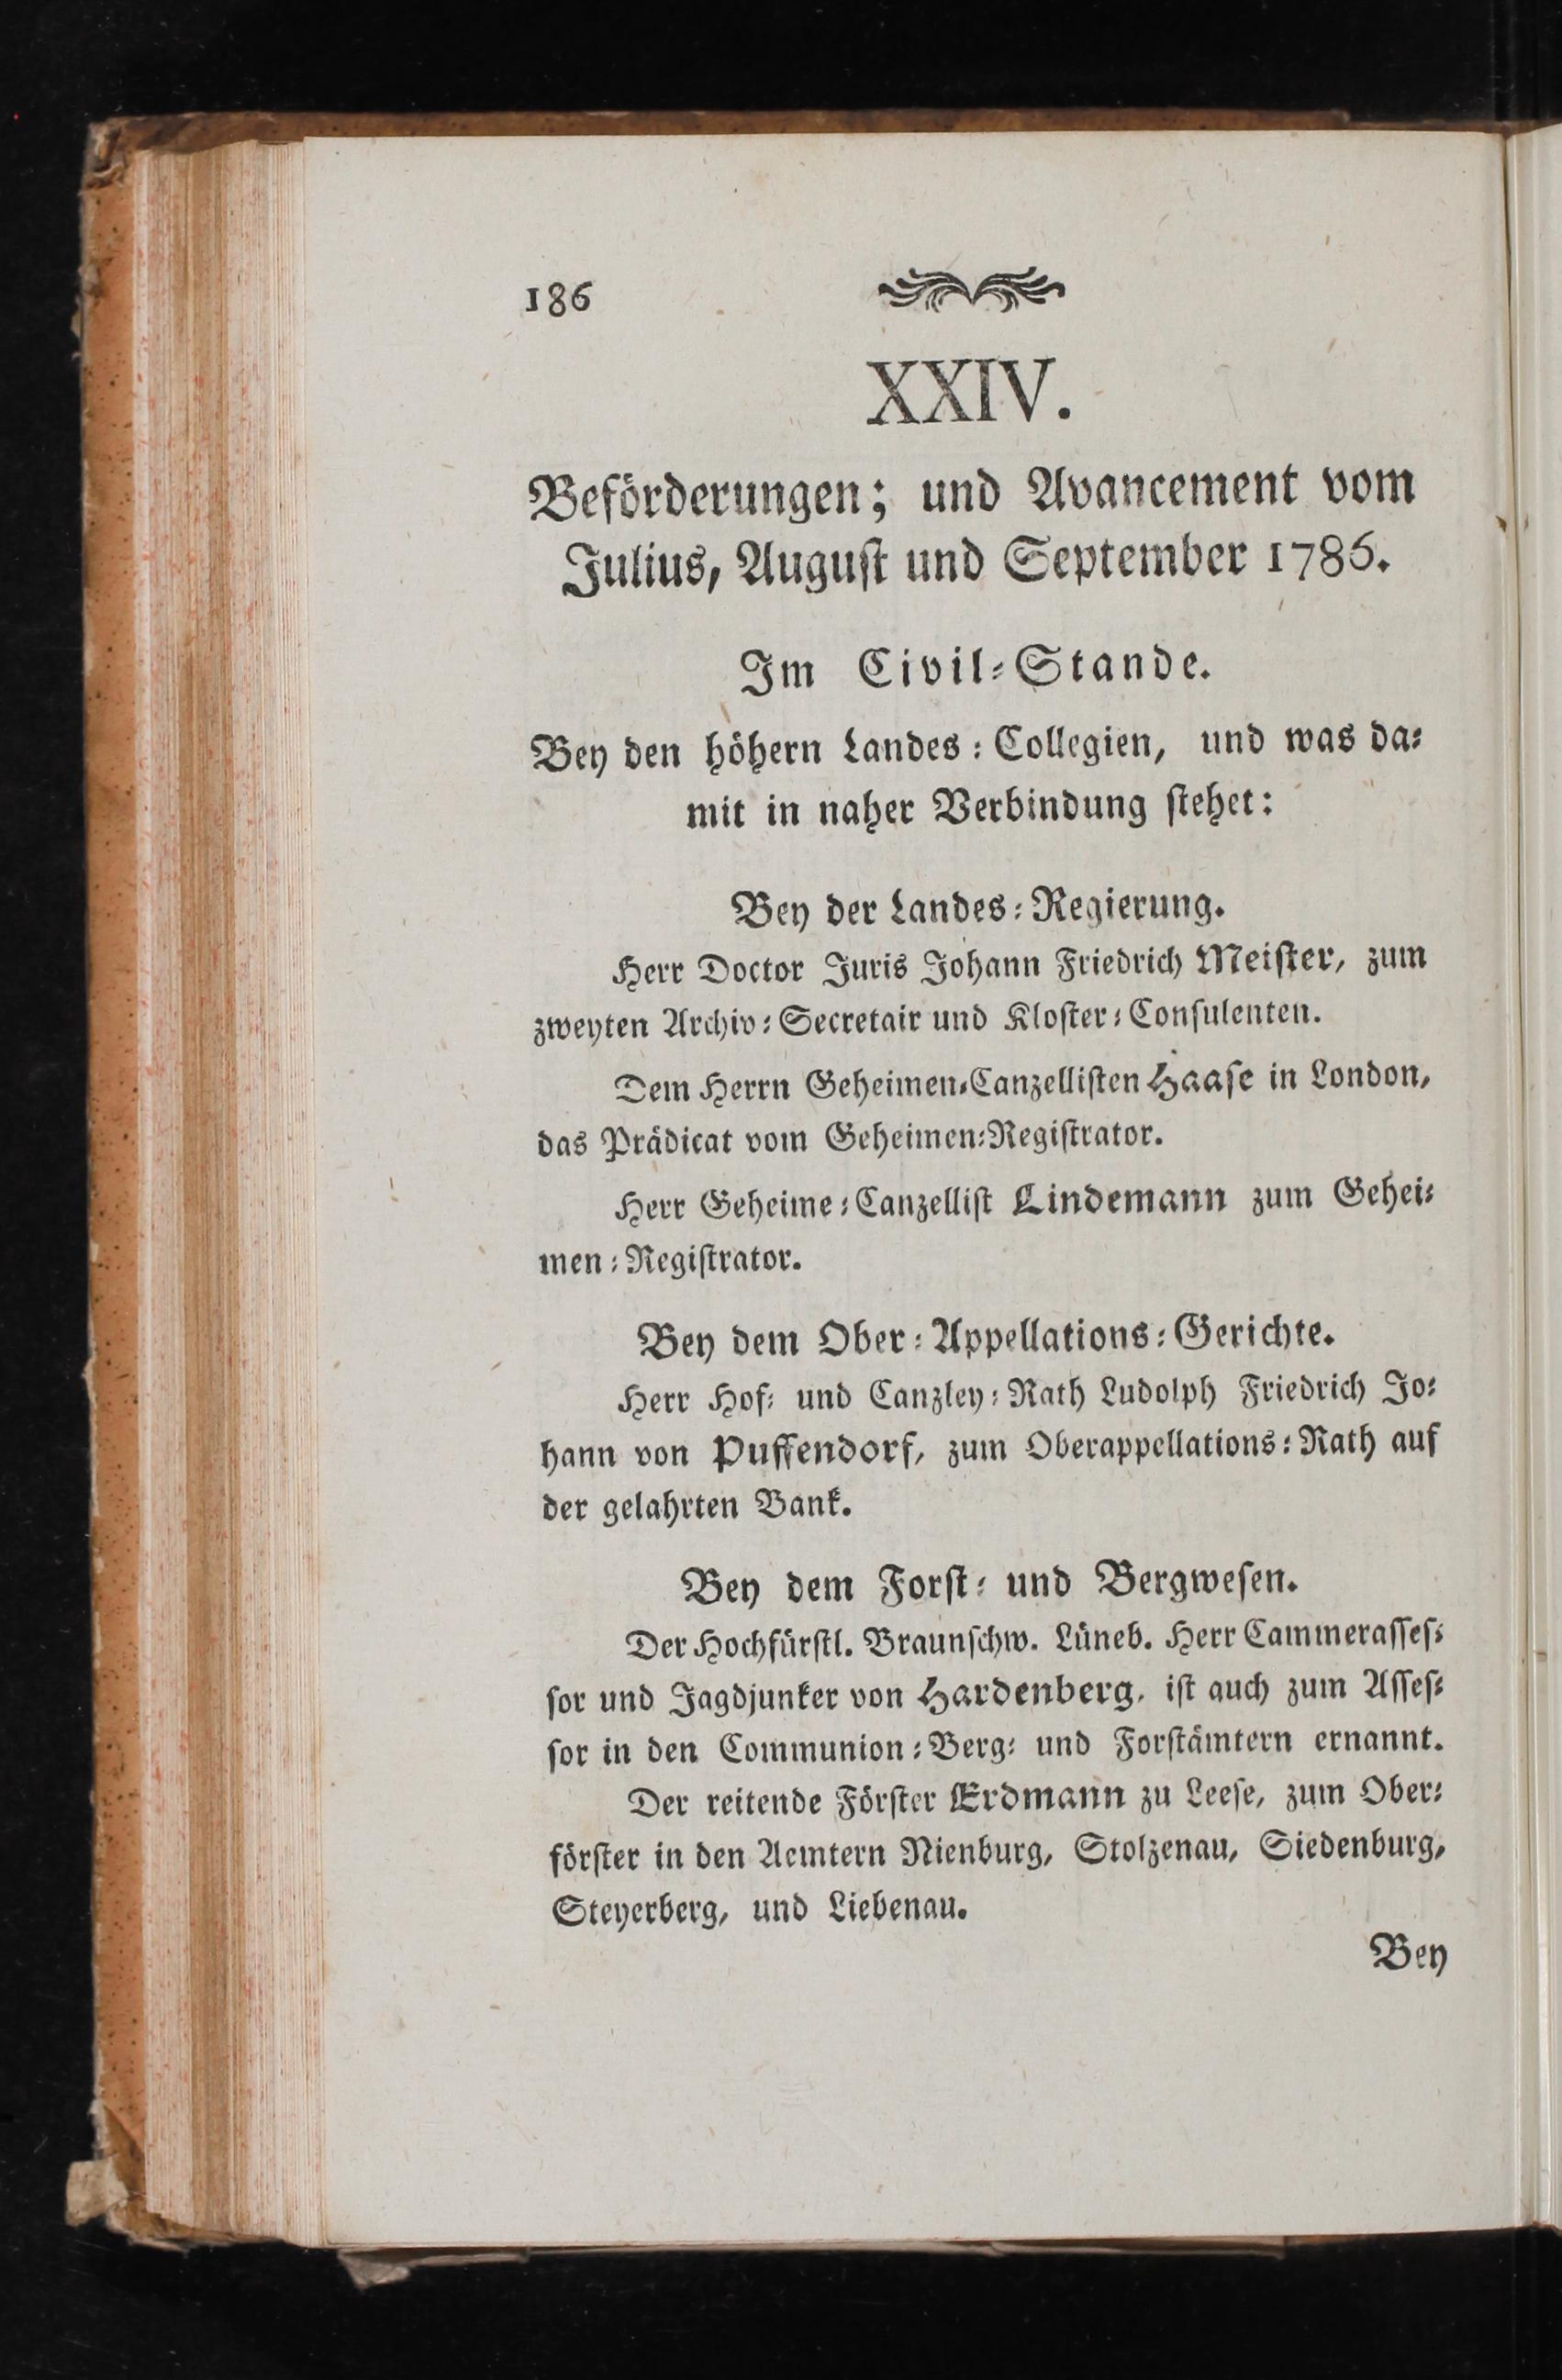 186
XXIV.
Beförderungen; und Avancement vom
Julius, August und September 1786.
Im Civil-Stande.
Bey den höhern Landes-Collegien, und was da-
mit in naher Verbindung stehet:
Bey der Landes-Regierung.
Herr Doctor Juris Johann Friedrich Meister, zum
zweyten Archiv-Secretair und Kloster-Consulenten.
Dem Herrn Geheimen-Canzellisten Haase in London,
das Prädicat vom Geheimen-Registrator.
Herr Geheime-Canzellist Lindemann zum Gehei-
men-Registrator.
Bey dem Ober-Appellations-Gerichte.
Herr Hof- und Canzley-Rath Ludolph Friedrich Jo-
hann von Puffendorf, zum Oberappellations-Rath auf
der gelahrten Bank.
Bey dem Forst- und Bergwesen.
Der Hochfürstl. Braunschw. Lüneb. Herr Cammerasses-
sor und Jagdjunker von Hardenberg, ist auch zum Asses-
sor in den Communion-Berg- und Forstämtern ernannt.
Der reitende Förster Erdmann zu Leese, zum Ober-
förster in den Aemtern Nienburg, Stolzenau, Siedenburg,
Steyerberg, und Liebenau.
Bey